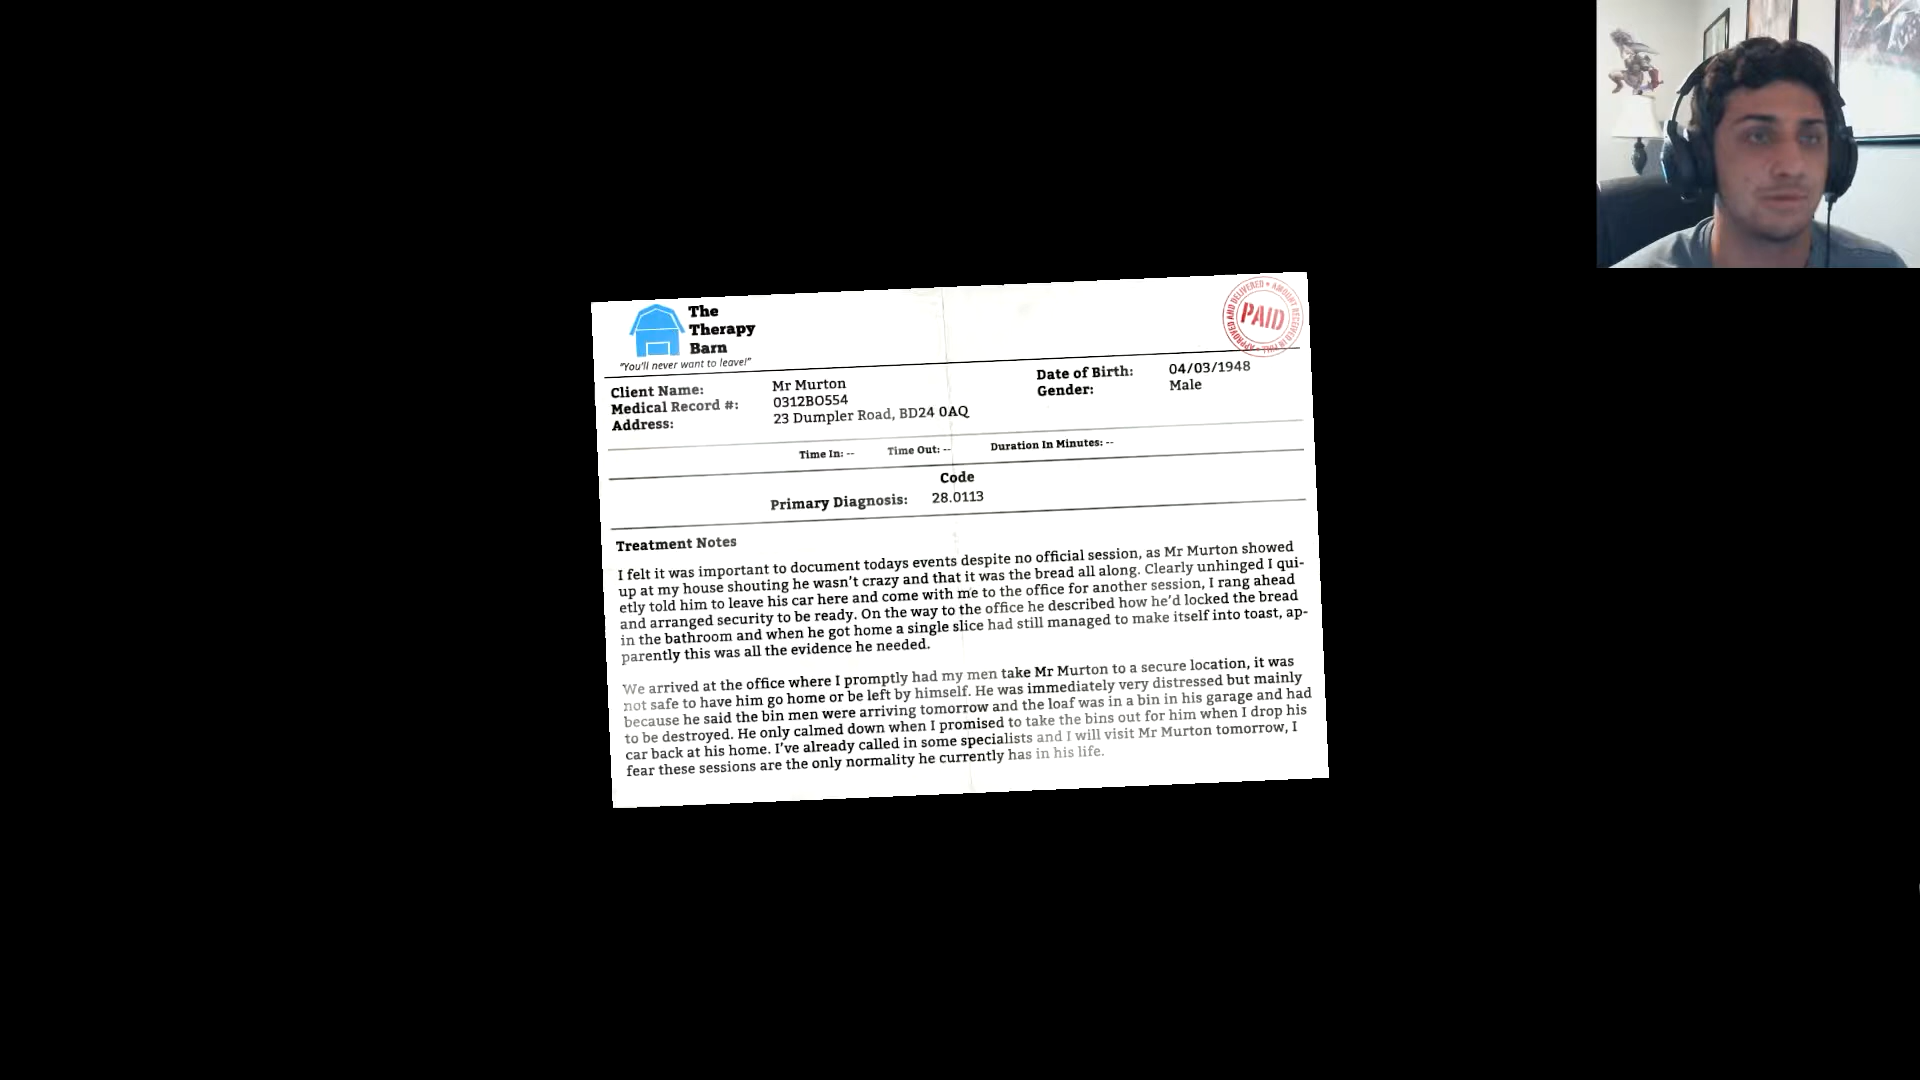 The
Therapy
Barn
"You'll never want to leave!"
APPROVED AND DELIVERED • AMOUNT RECEIVED IN FULL •
PAID
Client Name: Mr Murton
Medical Record #: 0312BO554
Address: 23 Dumpler Road, BD24 0AQ
Date of Birth: 04/03/1948
Gender: Male
Time In: -- Time Out: -- Duration In Minutes: --
Code
Primary Diagnosis: 28.0113
Treatment Notes
I felt it was important to document todays events despite no official session, as Mr Murton showed
up at my house shouting he wasn't crazy and that it was the bread all along. Clearly unhinged I qui-
etly told him to leave his car here and come with me to the office for another session, I rang ahead
and arranged security to be ready. On the way to the office he described how he'd locked the bread
in the bathroom and when he got home a single slice had still managed to make itself into toast, ap-
parently this was all the evidence he needed.
We arrived at the office where I promptly had my men take Mr Murton to a secure location, it was
not safe to have him go home or be left by himself. He was immediately very distressed but mainly
because he said the bin men were arriving tomorrow and the loaf was in a bin in his garage and had
to be destroyed. He only calmed down when I promised to take the bins out for him when I drop his
car back at his home. I've already called in some specialists and I will visit Mr Murton tomorrow, I
fear these sessions are the only normality he currently has in his life.